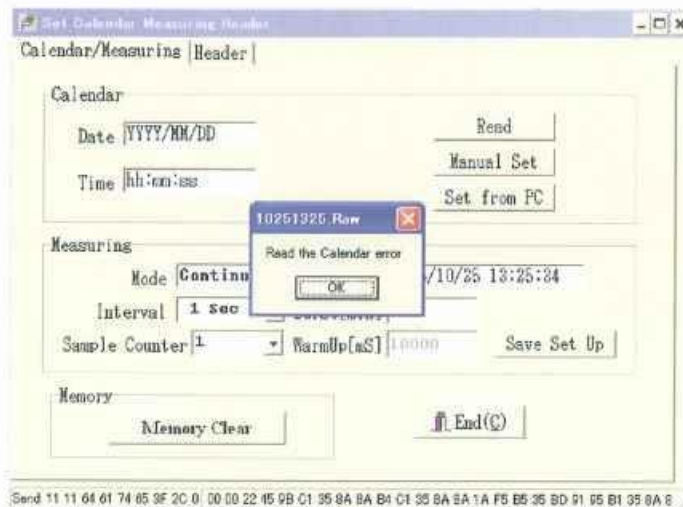 Set Calendar Measuring Header
Calendar/Measuring Header
Calendar
Date YYYY/MM/DD
Time hh:mm:ss
Read
Manual Set
Set from PC
10251325.Raw
Read the Calendar error
OK
Measuring
Mode Continu /10/25 13:25:34
Interval 1 Sec
Sample Counter 1 WarmUp[mS] 10000
Save Set Up
Memory
Memory Clear
End(C)
Send 11 11 64 61 74 65 3F 2C 0 00 00 22 45 9B C1 35 8A 8A B4 C1 35 8A 8A 1A F5 B5 35 BD 91 95 B1 35 8A 8